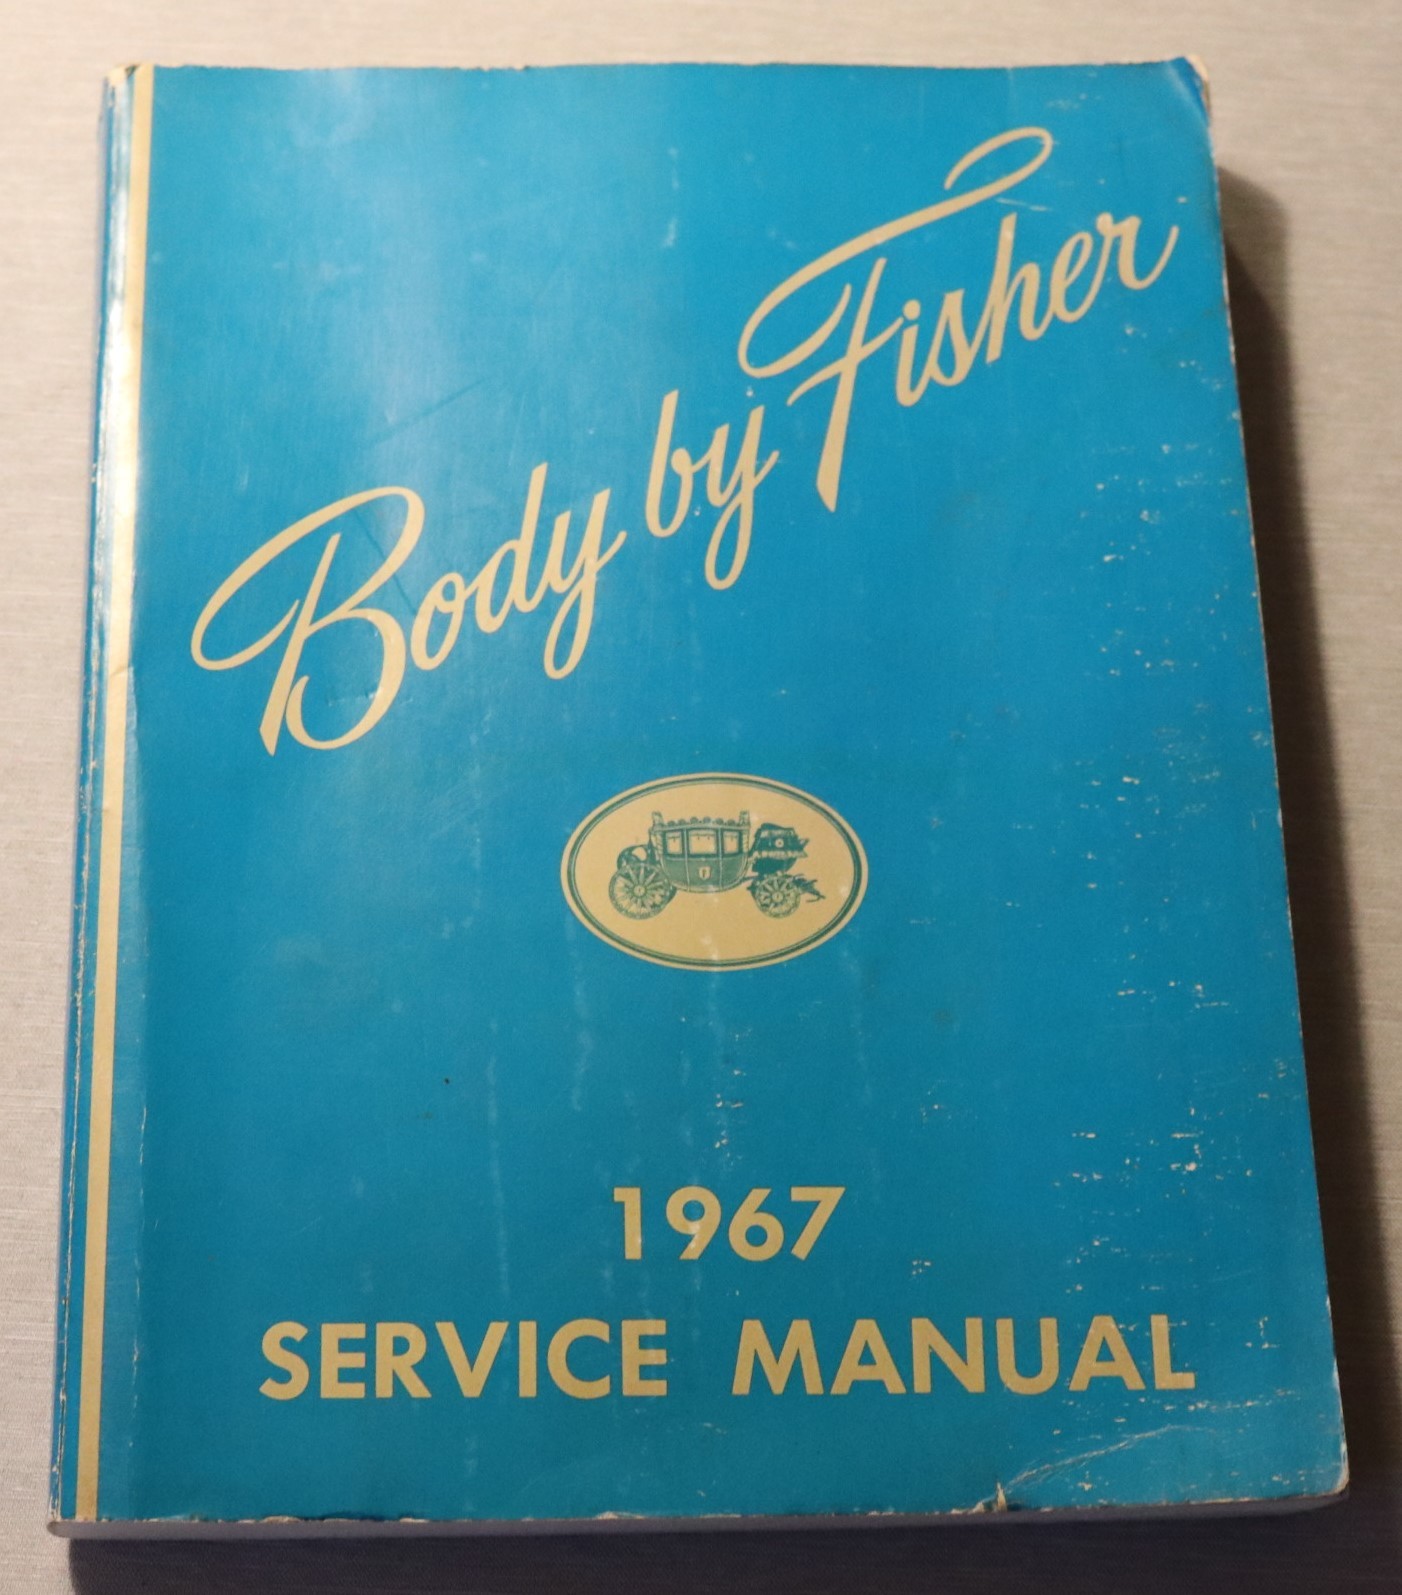 Body by Fisher
1967
SERVICE MANUAL